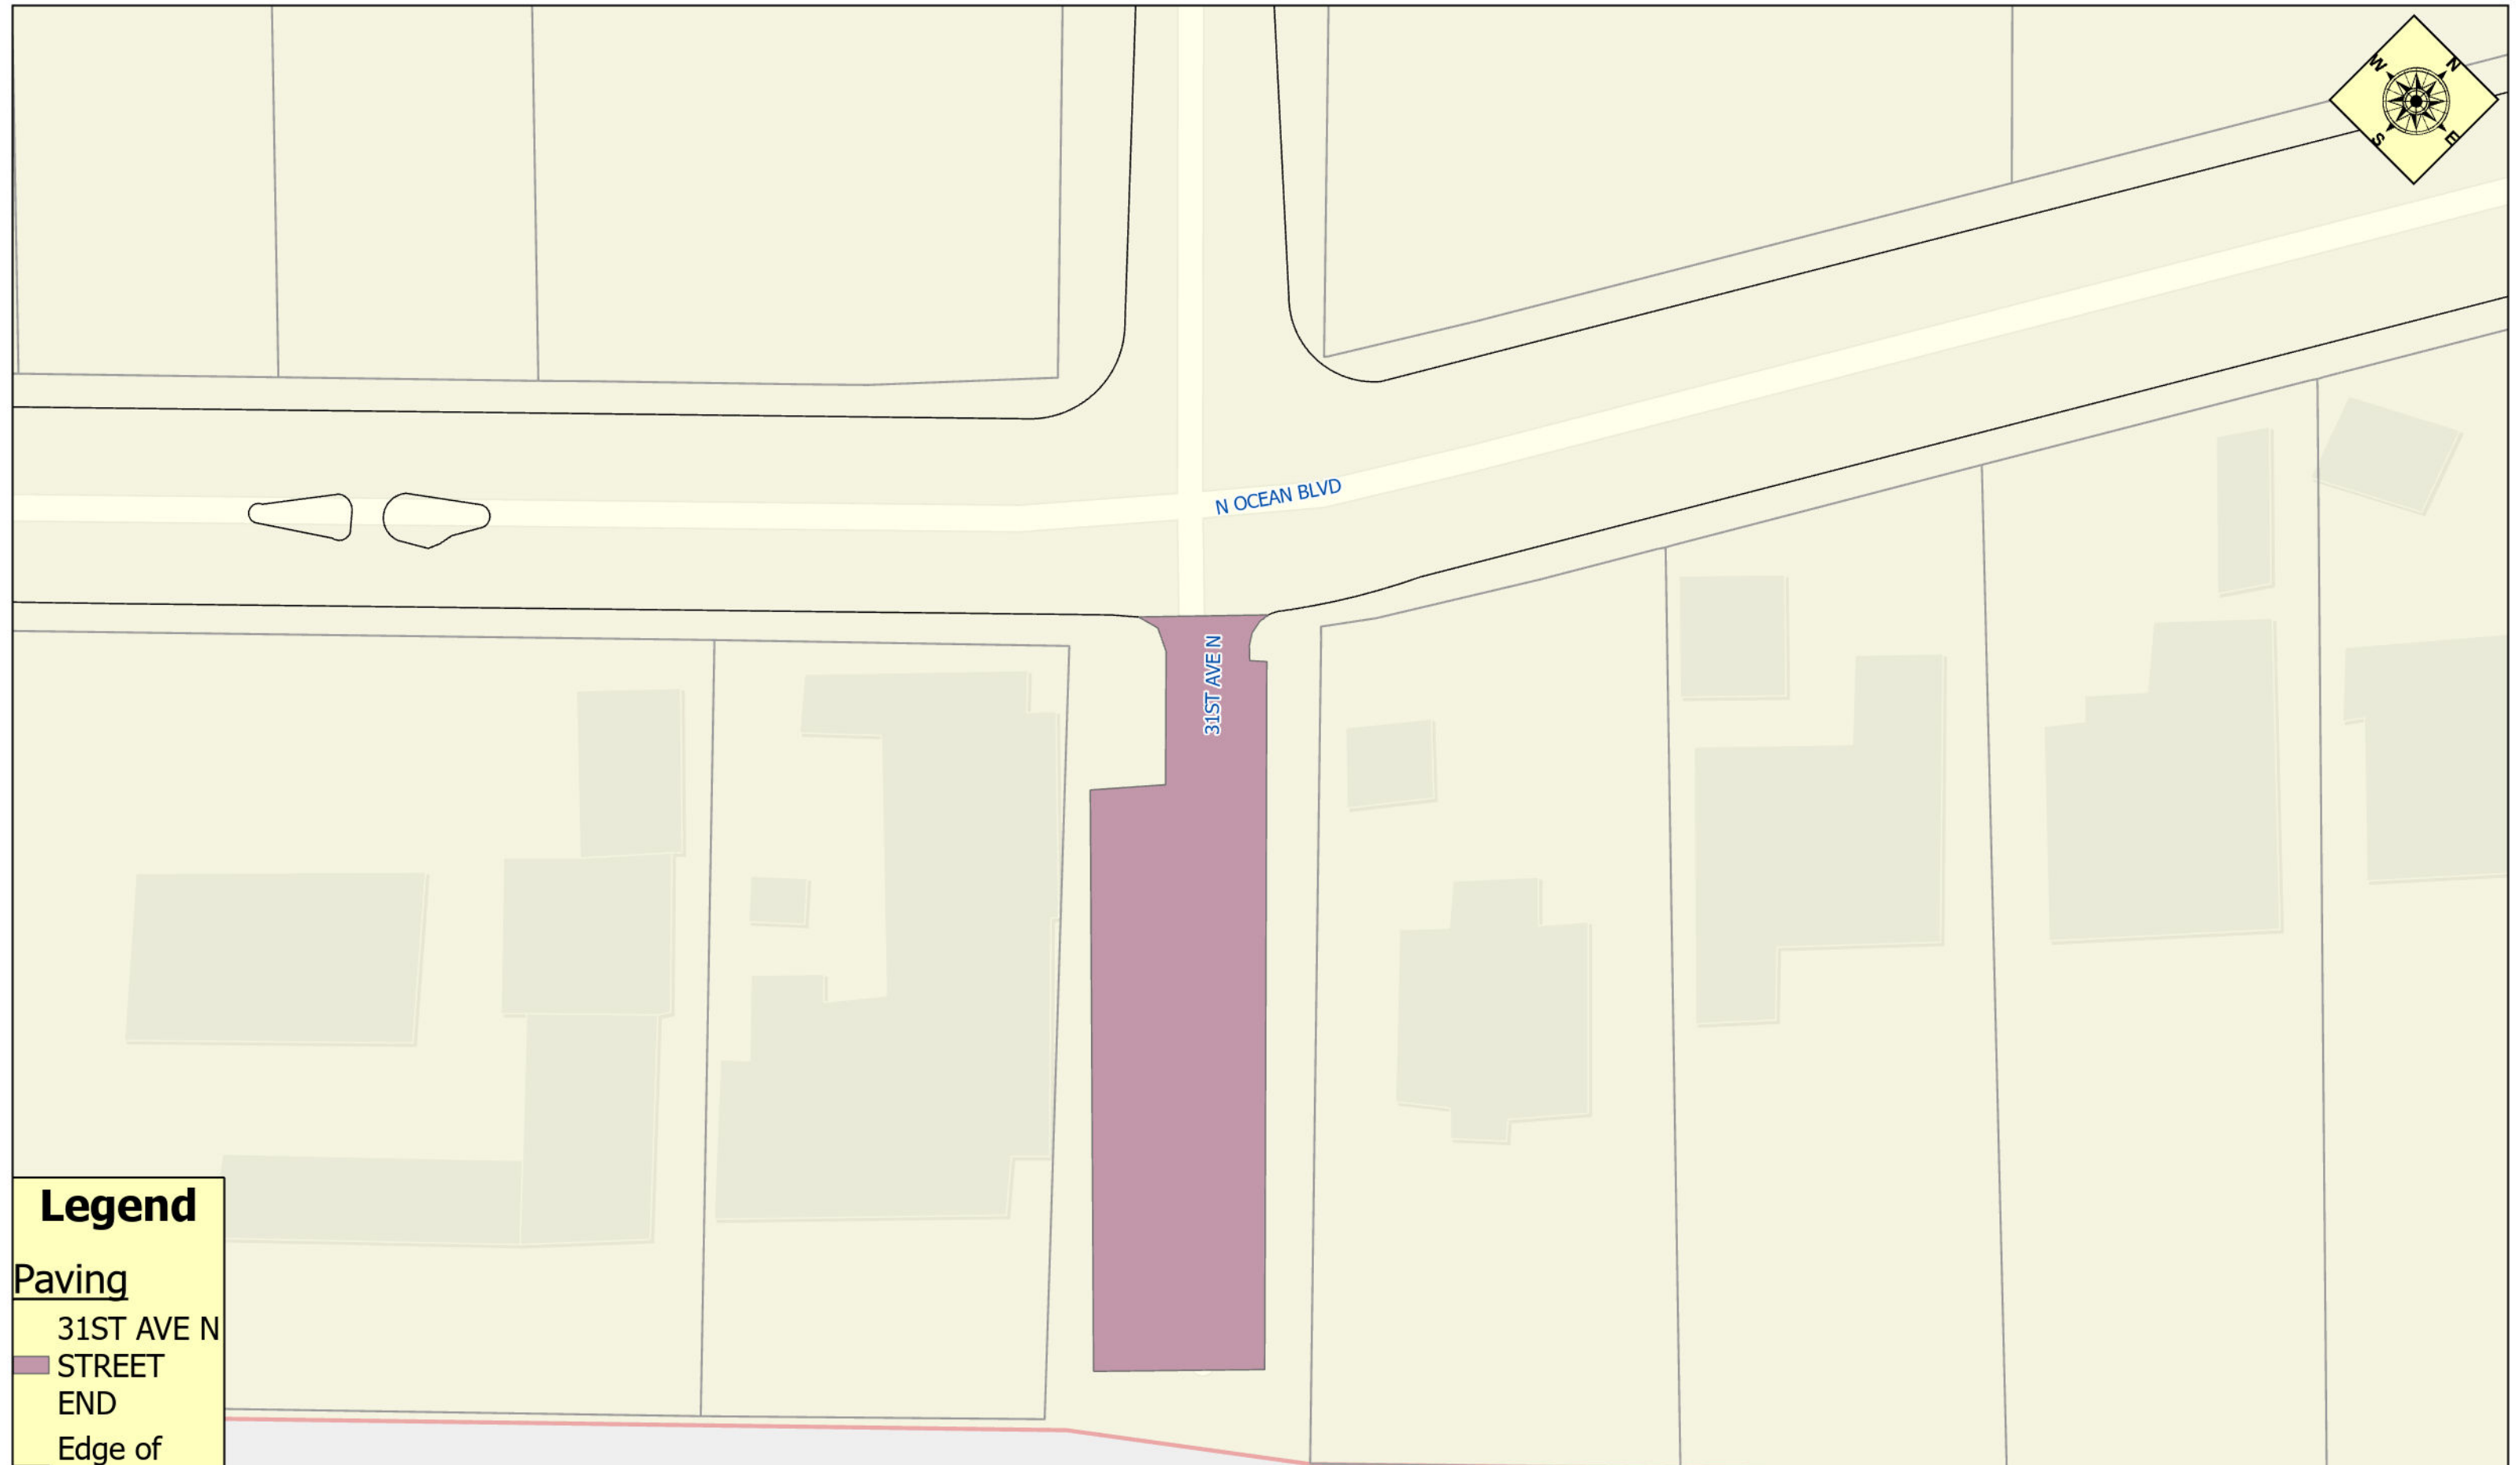 W N
S E
N OCEAN BLVD
31ST AVE N
Legend
Paving
31ST AVE N
STREET
END
Edge of